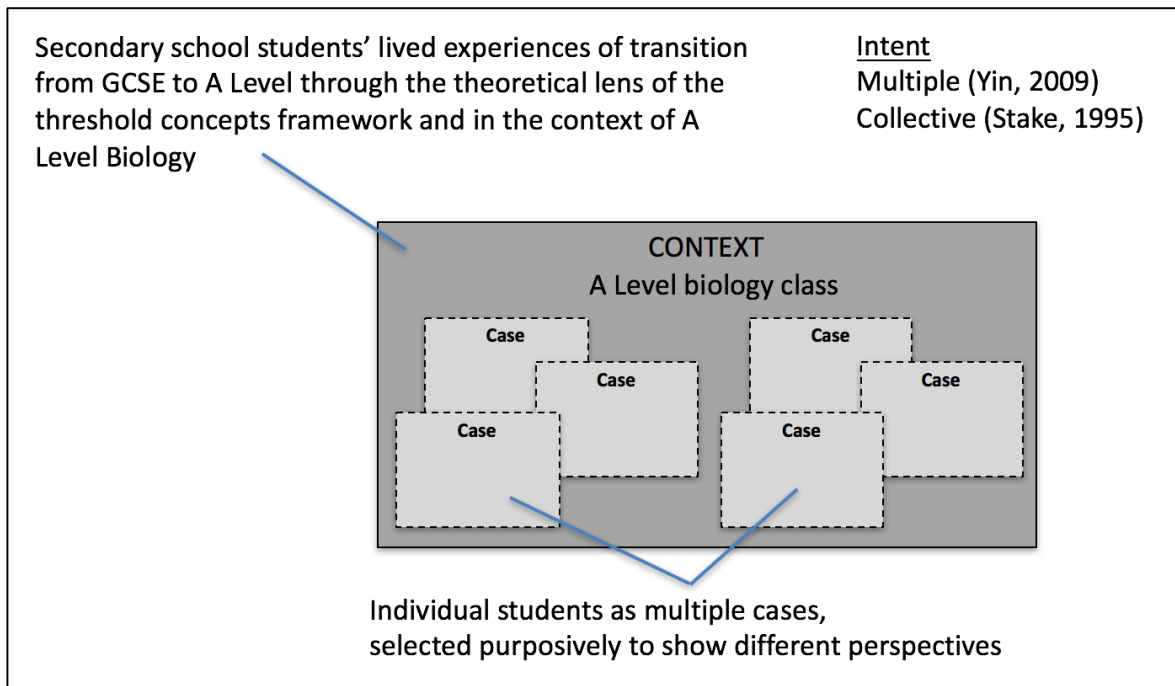 Secondary school students’ lived experiences of transition
from GCSE to A Level through the theoretical lens of the
threshold concepts framework and in the context of A
Level Biology
Intent
Multiple (Yin, 2009)
Collective (Stake, 1995)
CONTEXT
A Level biology class
Case
Case
Case
Case
Case
Case
Individual students as multiple cases,
selected purposively to show different perspectives